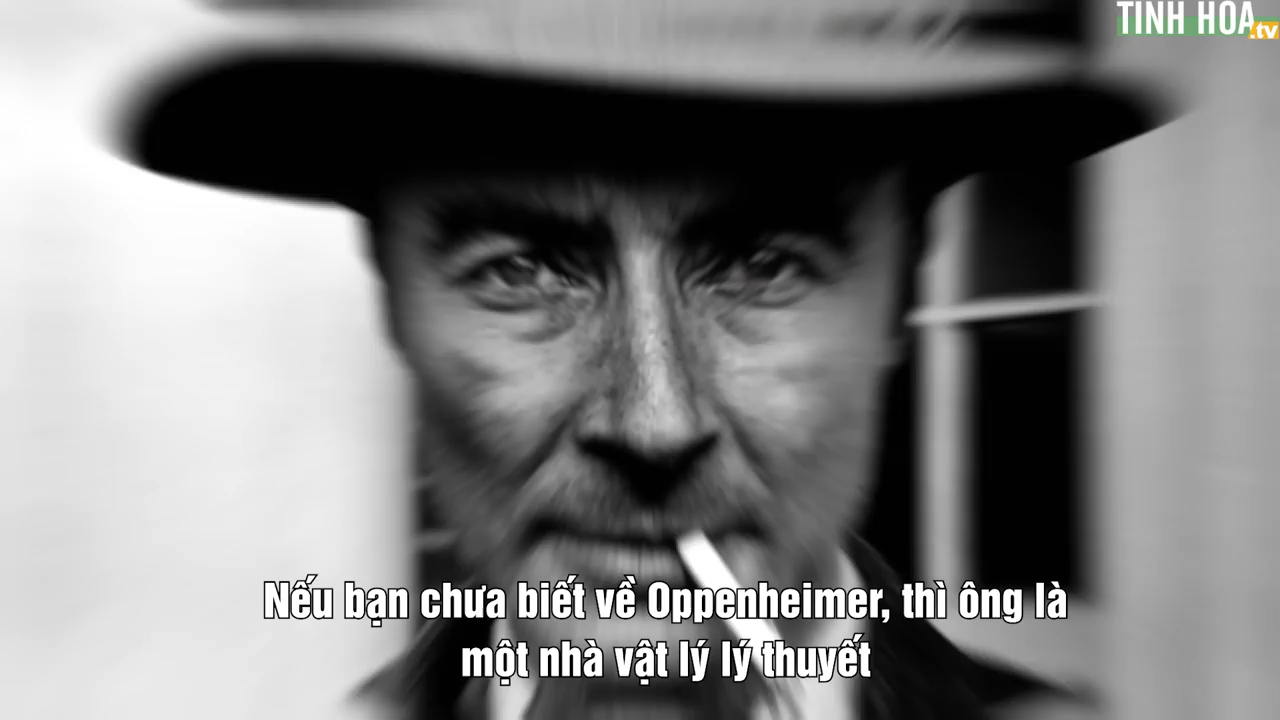 TINH HOA.tv
Nếu bạn chưa biết về Oppenheimer, thì ông là
một nhà vật lý lý thuyết